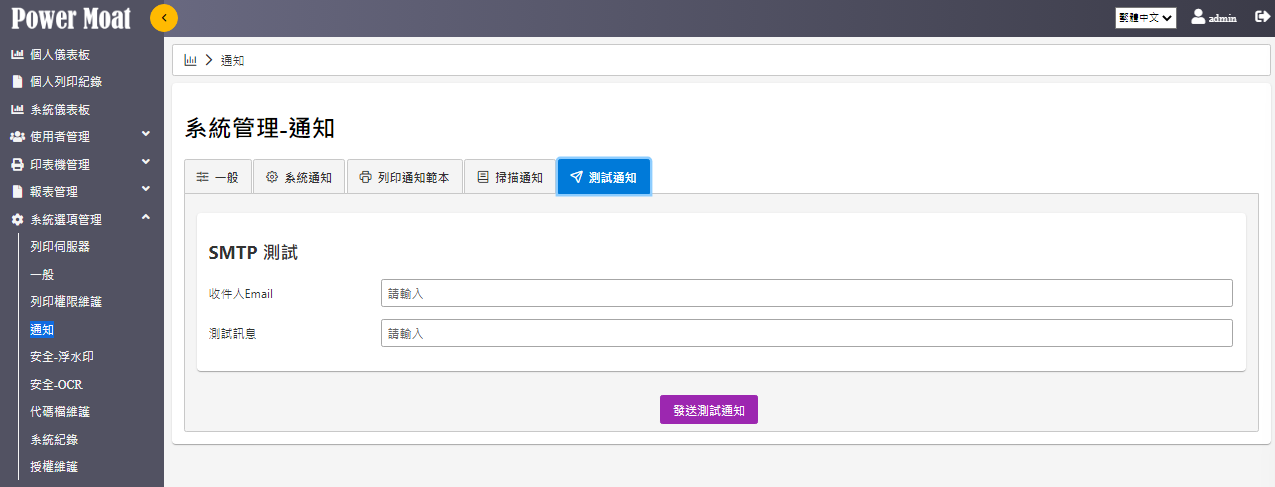 Power Moat
繁體中文
admin
個人儀表板
個人列印紀錄
系統儀表板
使用者管理
印表機管理
報表管理
系統選項管理
列印伺服器
一般
列印權限維護
通知
安全-浮水印
安全-OCR
代碼檔維護
系統紀錄
授權維護
通知
系統管理-通知
一般
系統通知
列印通知範本
掃描通知
測試通知
SMTP 測試
收件人Email
請輸入
測試訊息
請輸入
發送測試通知